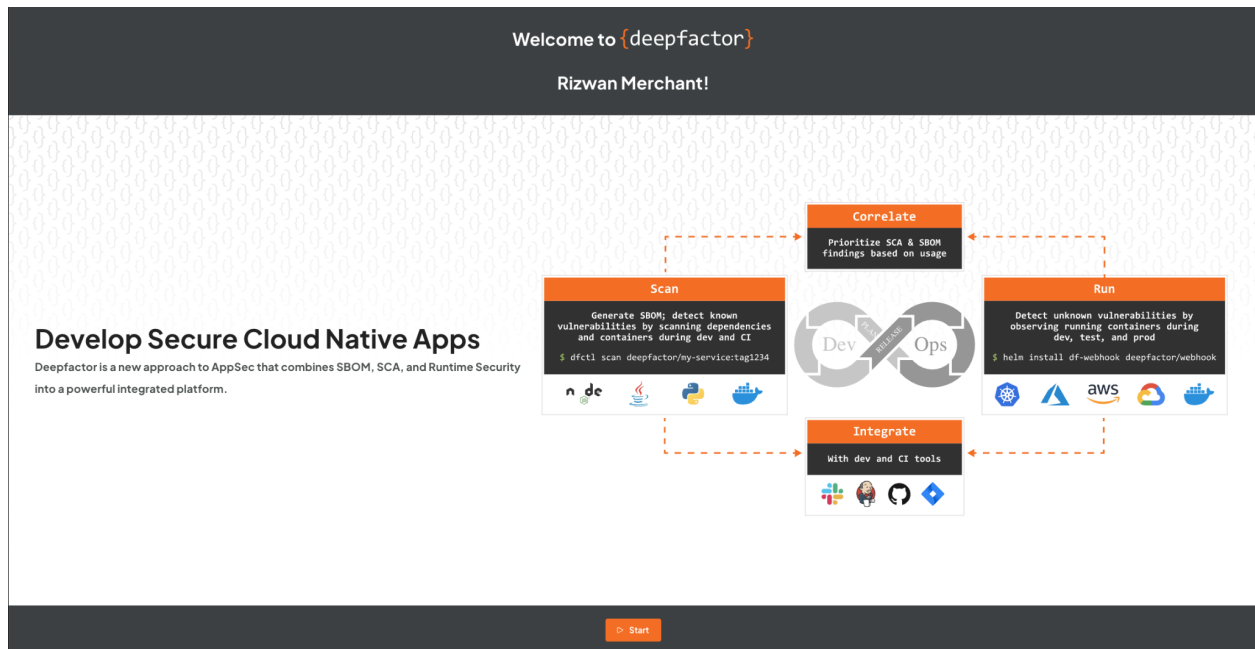 Welcome to {deepfactor}
Rizwan Merchant!
Develop Secure Cloud Native Apps
Deepfactor is a new approach to AppSec that combines SBOM, SCA, and Runtime Security
into a powerful integrated platform.
Correlate
Prioritize SCA & SBOM
findings based on usage
Scan
Generate SBOM; detect known
vulnerabilities by scanning dependencies
and containers during dev and CI
$ dfctl scan deepfactor/my-service:tag1234
node
JS
Dev
PLAN
RELEASE
Ops
Run
Detect unknown vulnerabilities by
observing running containers during
dev, test, and prod
$ helm install df-webhook deepfactor/webhook
aws
Integrate
With dev and CI tools
Start